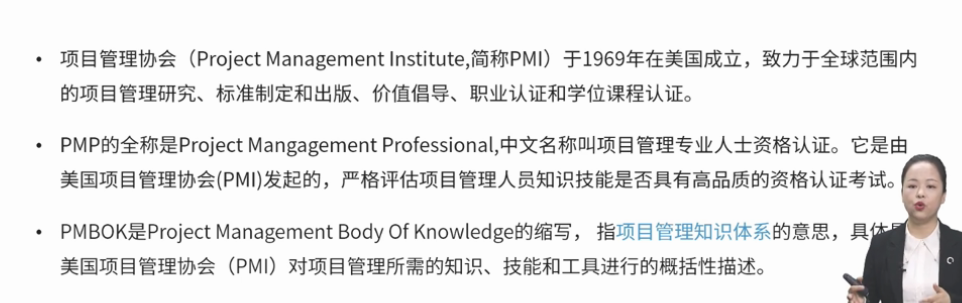 • 项目管理协会（Project Management Institute,简称PMI）于1969年在美国成立，致力于全球范围内
的项目管理研究、标准制定和出版、价值倡导、职业认证和学位课程认证。
• PMP的全称是Project Mangagement Professional,中文名称叫项目管理专业人士资格认证。它是由
美国项目管理协会(PMI)发起的，严格评估项目管理人员知识技能是否具有高品质的资格认证考试。
• PMBOK是Project Management Body Of Knowledge的缩写， 指项目管理知识体系的意思，具体
美国项目管理协会（PMI）对项目管理所需的知识、技能和工具进行的概括性描述。